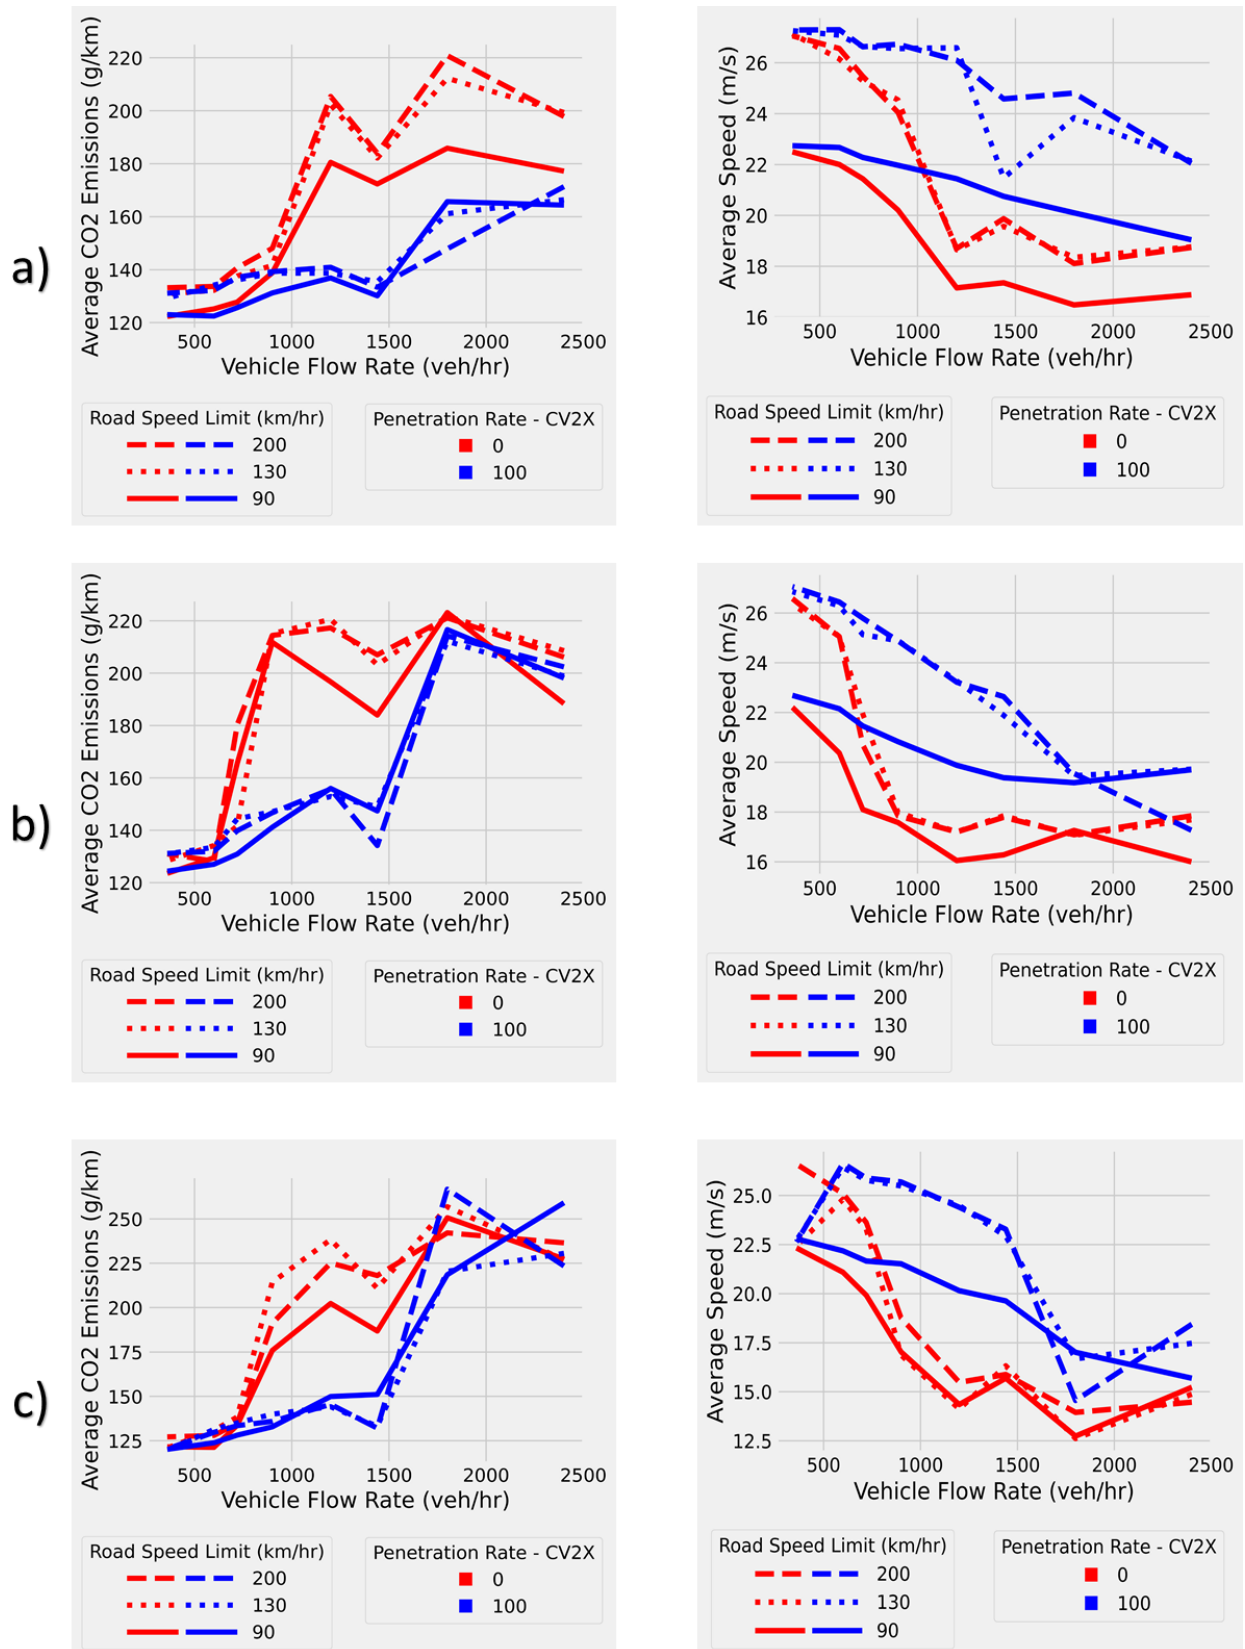 a)
Average CO2 Emissions (g/km)
220
200
180
160
140
120
500 1000 1500 2000 2500
Vehicle Flow Rate (veh/hr)
Road Speed Limit (km/hr)
200
130
90
Penetration Rate - CV2X
0
100
Average Speed (m/s)
26
24
22
20
18
16
500 1000 1500 2000 2500
Vehicle Flow Rate (veh/hr)
Road Speed Limit (km/hr)
200
130
90
Penetration Rate - CV2X
0
100
b)
Average CO2 Emissions (g/km)
220
200
180
160
140
120
500 1000 1500 2000 2500
Vehicle Flow Rate (veh/hr)
Road Speed Limit (km/hr)
200
130
90
Penetration Rate - CV2X
0
100
Average Speed (m/s)
26
24
22
20
18
16
500 1000 1500 2000 2500
Vehicle Flow Rate (veh/hr)
Road Speed Limit (km/hr)
200
130
90
Penetration Rate - CV2X
0
100
c)
Average CO2 Emissions (g/km)
250
225
200
175
150
125
500 1000 1500 2000 2500
Vehicle Flow Rate (veh/hr)
Road Speed Limit (km/hr)
200
130
90
Penetration Rate - CV2X
0
100
Average Speed (m/s)
25.0
22.5
20.0
17.5
15.0
12.5
500 1000 1500 2000 2500
Vehicle Flow Rate (veh/hr)
Road Speed Limit (km/hr)
200
130
90
Penetration Rate - CV2X
0
100